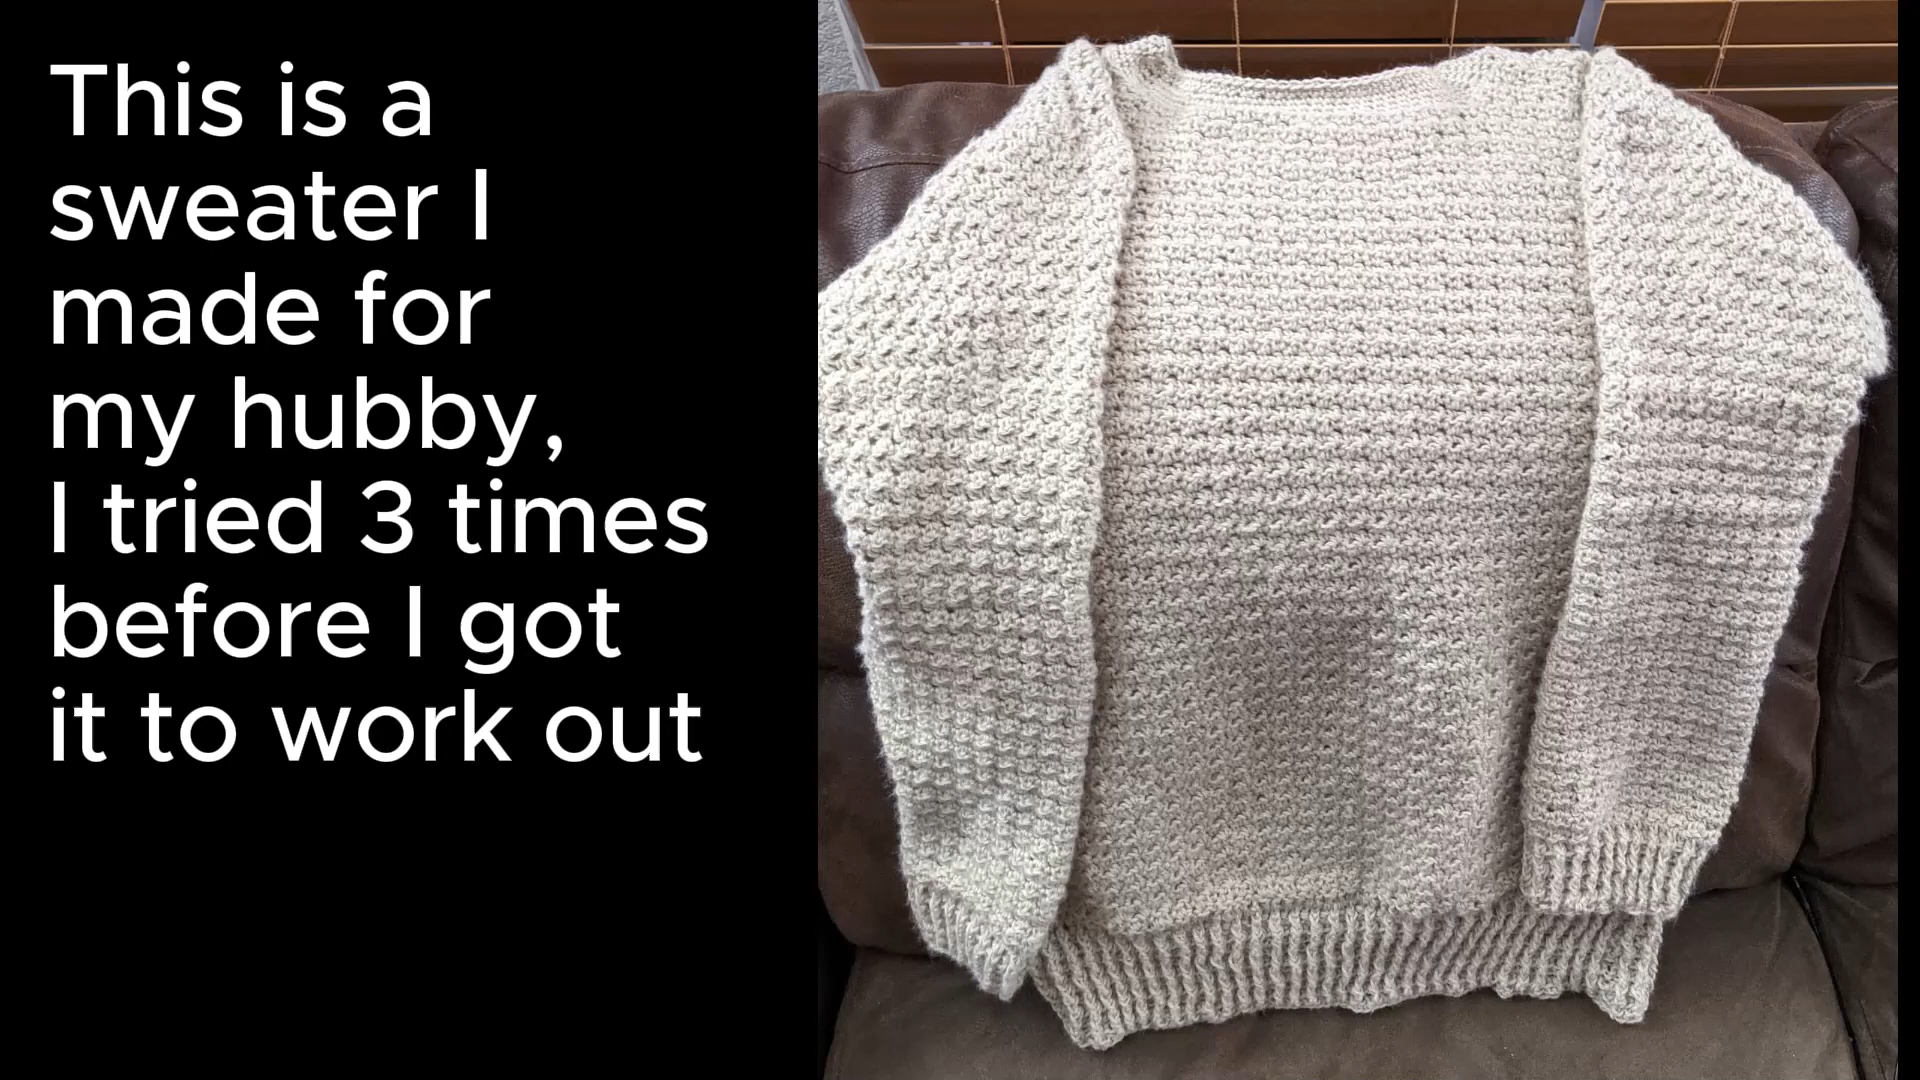 This is a
sweater I
made for
my hubby,
I tried 3 times
before I got
it to work out